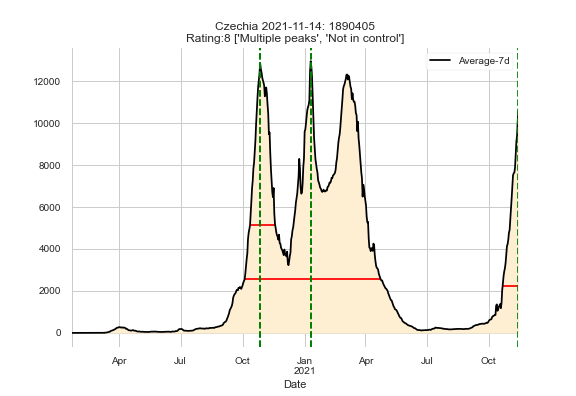 Czechia 2021-11-14: 1890405
Rating:8 ['Multiple peaks', 'Not in control']
Average-7d
12000
10000
8000
6000
4000
2000
0
Apr Jul Oct Jan Apr Jul Oct
2021
Date